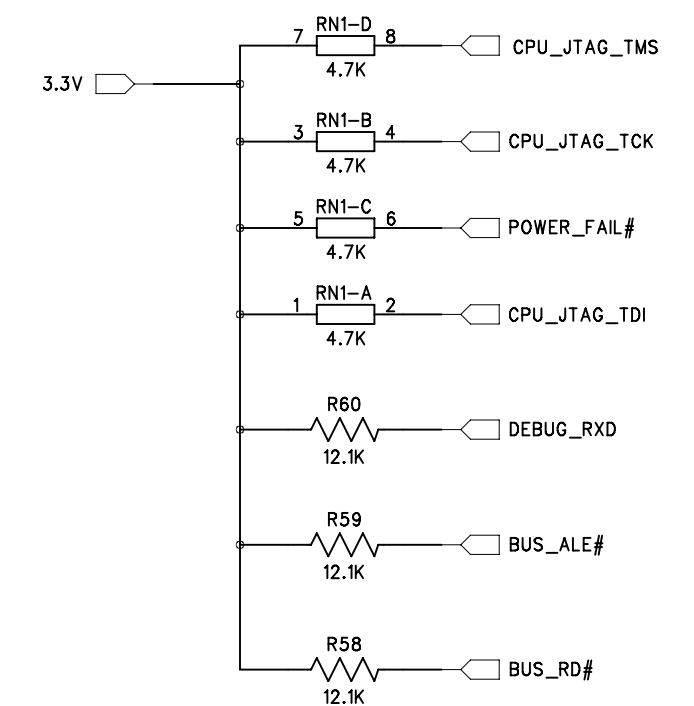 RN1-D
7 8 CPU_JTAG_TMS
4.7K
3.3V
RN1-B
3 4 CPU_JTAG_TCK
4.7K
RN1-C
5 6 POWER_FAIL#
4.7K
RN1-A
1 2 CPU_JTAG_TDI
4.7K
R60
DEBUG_RXD
12.1K
R59
BUS_ALE#
12.1K
R58
BUS_RD#
12.1K